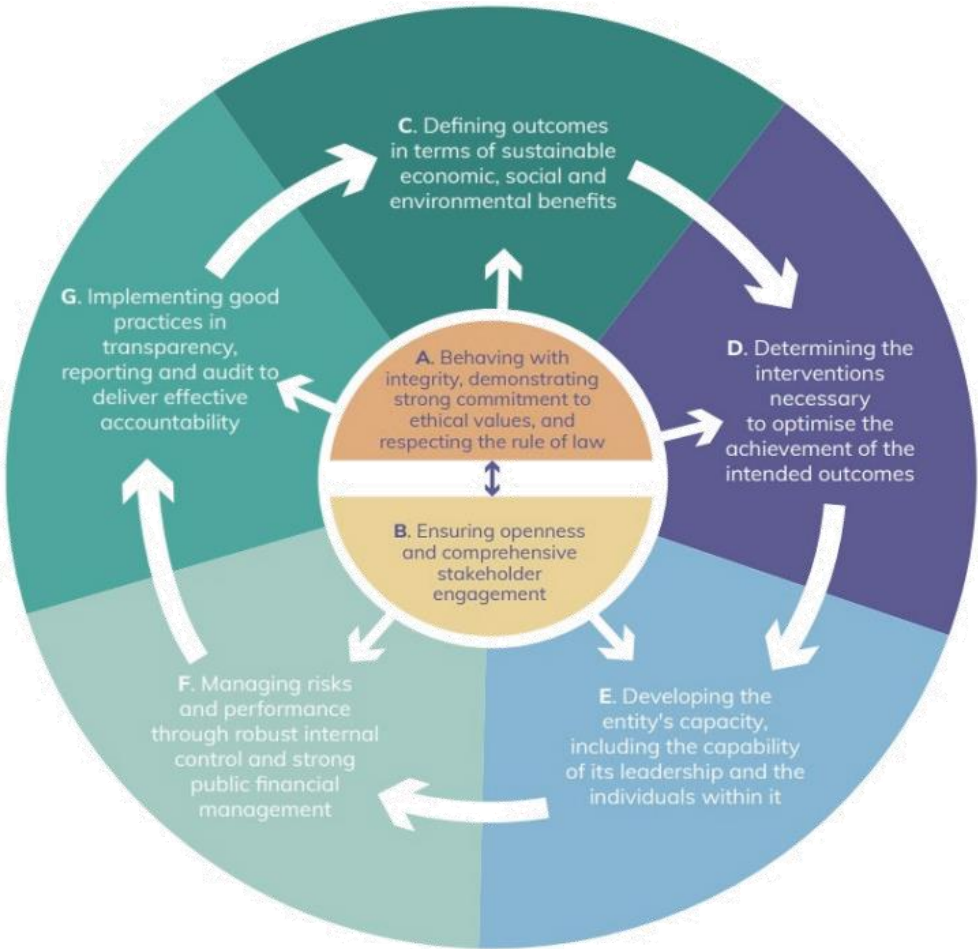 C. Defining outcomes
in terms of sustainable
economic, social and
environmental benefits
G. Implementing good
practices in
transparency,
reporting and audit to
deliver effective
accountability
D. Determining the
interventions
necessary
to optimise the
achievement of the
intended outcomes
A. Behaving with
integrity, demonstrating
strong commitment to
ethical values, and
respecting the rule of law
B. Ensuring openness
and comprehensive
stakeholder
engagement
F. Managing risks
and performance
through robust internal
control and strong
public financial
management
E. Developing the
entity's capacity,
including the capability
of its leadership and the
individuals within it